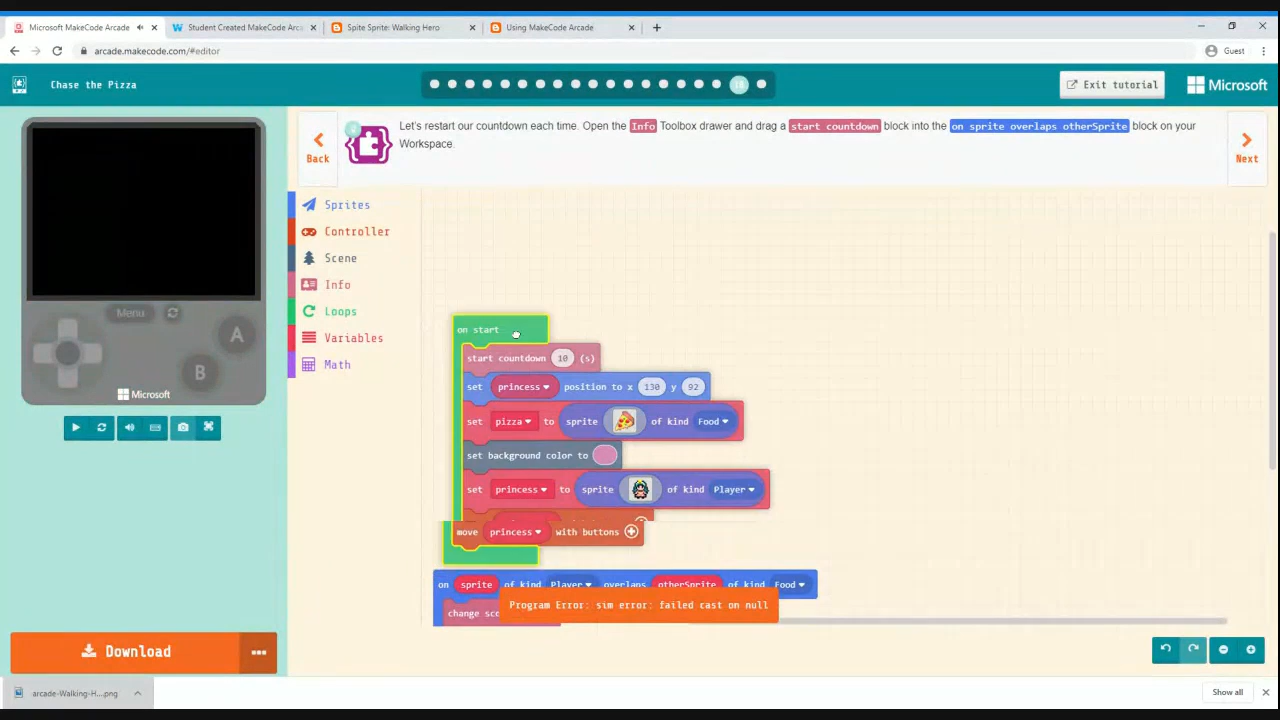 Microsoft MakeCode Arcade
Student Created MakeCode Arca
Spite Sprite: Walking Hero
Using MakeCode Arcade
arcade.makecode.com/#editor
Guest
Chase the Pizza
18
Exit tutorial
Microsoft
Back
Let's restart our countdown each time. Open the Info Toolbox drawer and drag a start countdown block into the on sprite overlaps otherSprite block on your
Workspace.
Next
Sprites
Controller
Scene
Info
Loops
Variables
Math
Menu
A
B
Microsoft
on start
start countdown 10 (s)
set princess position to x 130 y 92
set pizza to sprite of kind Food
set background color to
set princess to sprite of kind Player
move princess with buttons
on sprite of kind Player overlaps otherSprite of kind Food
change sco
Program Error: sim error: failed cast on null
Download
arcade-Walking-H....png
Show all